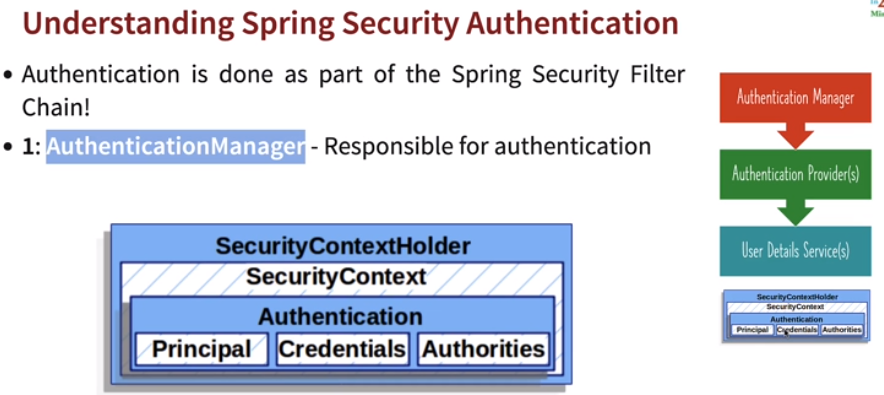 Understanding Spring Security Authentication
• Authentication is done as part of the Spring Security Filter
Chain!
• 1: AuthenticationManager - Responsible for authentication
SecurityContextHolder
SecurityContext
Authentication
Principal Credentials Authorities
Authentication Manager
Authentication Provider(s)
User Details Service(s)
SecurityContextHolder
SecurityContext
Authentication
Principal Credentials Authorities